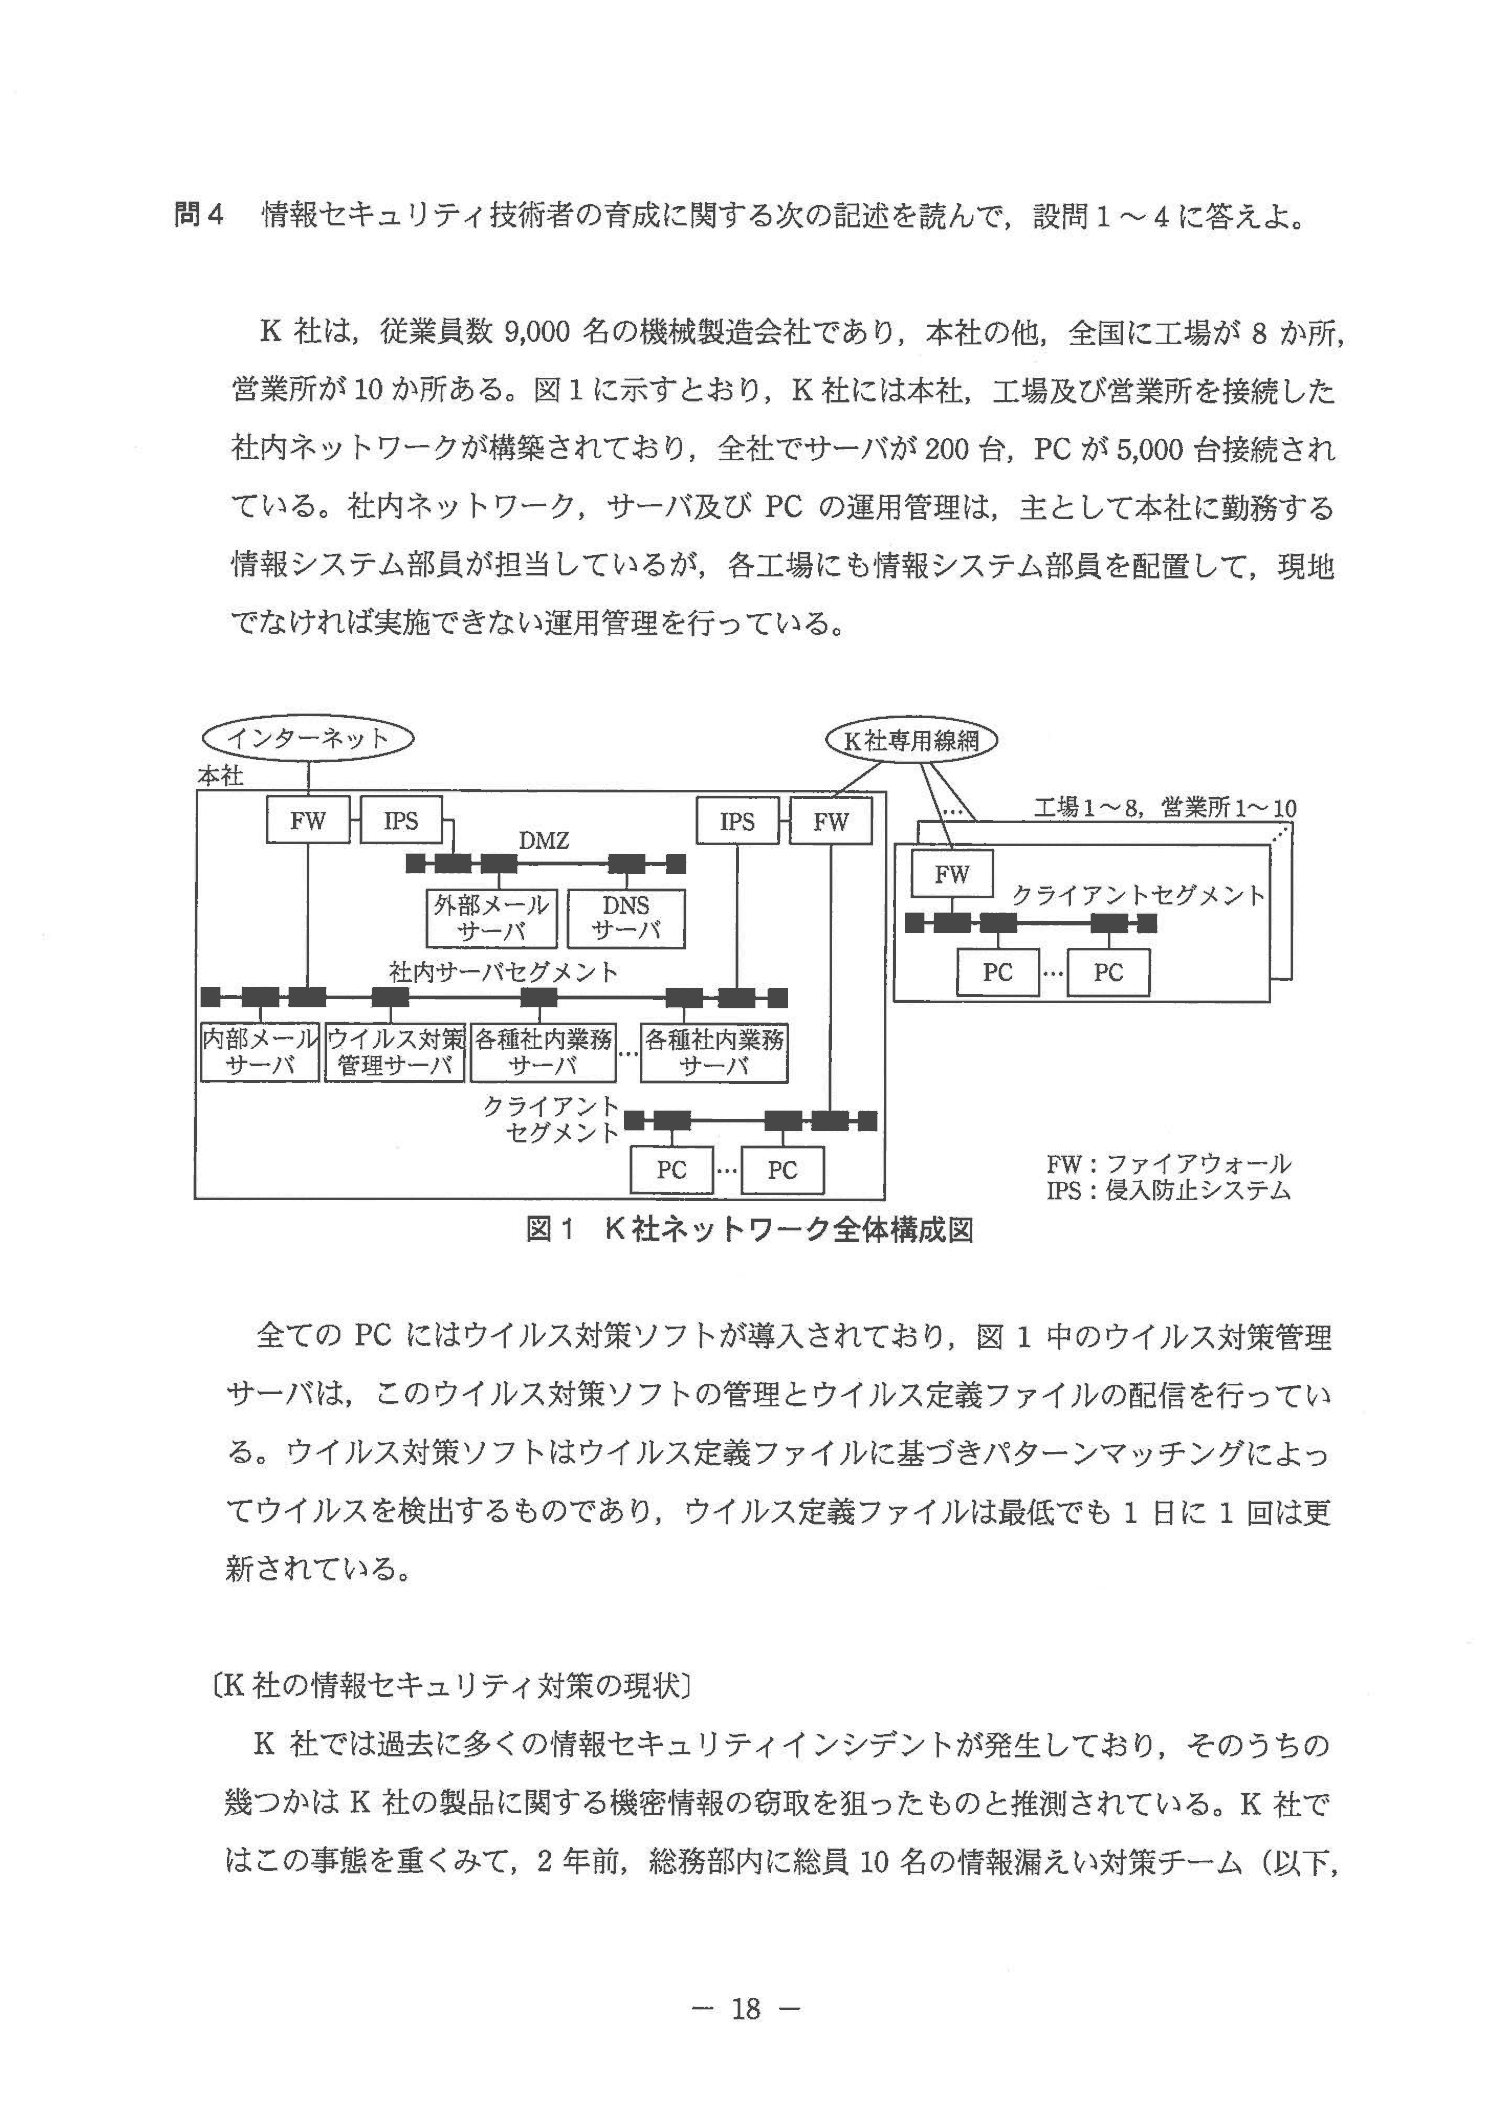 問4　情報セキュリティ技術者の育成に関する次の記述を読んで，設問1～4に答えよ。
K 社は，従業員数 9,000 名の機械製造会社であり，本社の他，全国に工場が 8 か所，
営業所が 10 か所ある。図1に示すとおり，K 社には本社，工場及び営業所を接続した
社内ネットワークが構築されており，全社でサーバが 200 台，PC が 5,000 台接続され
ている。社内ネットワーク，サーバ及び PC の運用管理は，主として本社に勤務する
情報システム部員が担当しているが，各工場にも情報システム部員を配置して，現地
でなければ実施できない運用管理を行っている。
インターネット
K社専用線網
本社
工場1～8，営業所1～10
FW
IPS
IPS
FW
…
DMZ
FW
クライアントセグメント
外部メール
サーバ
DNS
サーバ
PC
…
PC
社内サーバセグメント
内部メール
サーバ
ウイルス対策
管理サーバ
各種社内業務
サーバ
…
各種社内業務
サーバ
クライアント
セグメント
PC
…
PC
FW：ファイアウォール
IPS：侵入防止システム
図1　K社ネットワーク全体構成図
全ての PC にはウイルス対策ソフトが導入されており，図 1 中のウイルス対策管理
サーバは，このウイルス対策ソフトの管理とウイルス定義ファイルの配信を行ってい
る。ウイルス対策ソフトはウイルス定義ファイルに基づきパターンマッチングによっ
てウイルスを検出するものであり，ウイルス定義ファイルは最低でも 1 日に 1 回は更
新されている。
〔K 社の情報セキュリティ対策の現状〕
K 社では過去に多くの情報セキュリティインシデントが発生しており，そのうちの
幾つかは K 社の製品に関する機密情報の窃取を狙ったものと推測されている。K 社で
はこの事態を重くみて，2 年前，総務部内に総員 10 名の情報漏えい対策チーム（以下，
－ 18 －